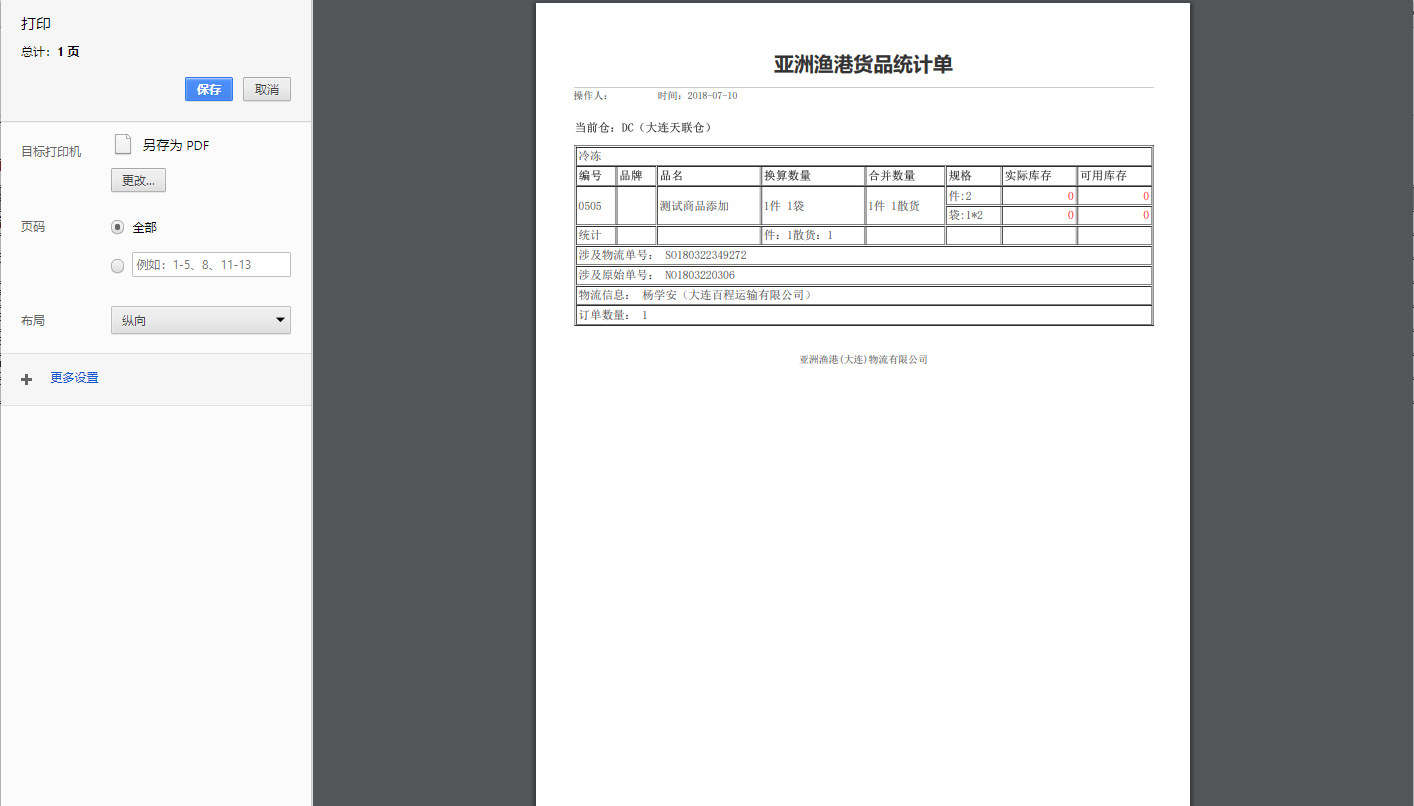 打印
总计：1 页
保存 取消
目标打印机 另存为 PDF
更改...
页码 全部
例如：1-5、8、11-13
布局 纵向
更多设置
亚洲渔港货品统计单
操作人： 时间：2018-07-10
当前仓：DC（大连天联仓）
冷冻
编号 品牌 品名 换算数量 合并数量 规格 实际库存 可用库存
0505 测试商品添加 1件 1袋 1件 1散货 件:2 0 0
袋:1*2 0 0
统计 件：1散货：1
涉及物流单号： SO180322349272
涉及原始单号： NO1803220306
物流信息： 杨学安（大连百程运输有限公司）
订单数量： 1
亚洲渔港(大连)物流有限公司